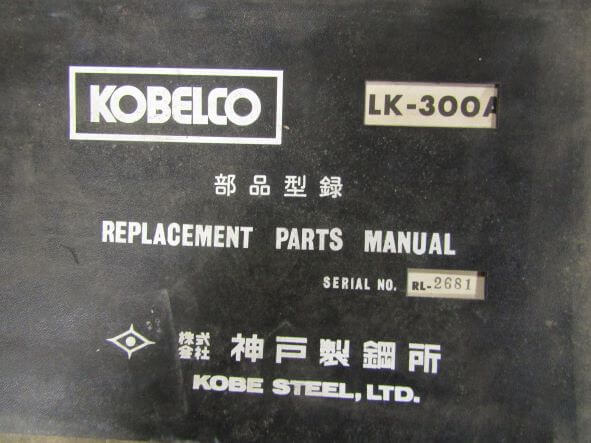 KOBELCO
LK-300A
部品型録
REPLACEMENT PARTS MANUAL
SERIAL NO. RL-2681
株式会社 神戸製鋼所
KOBE STEEL, LTD.